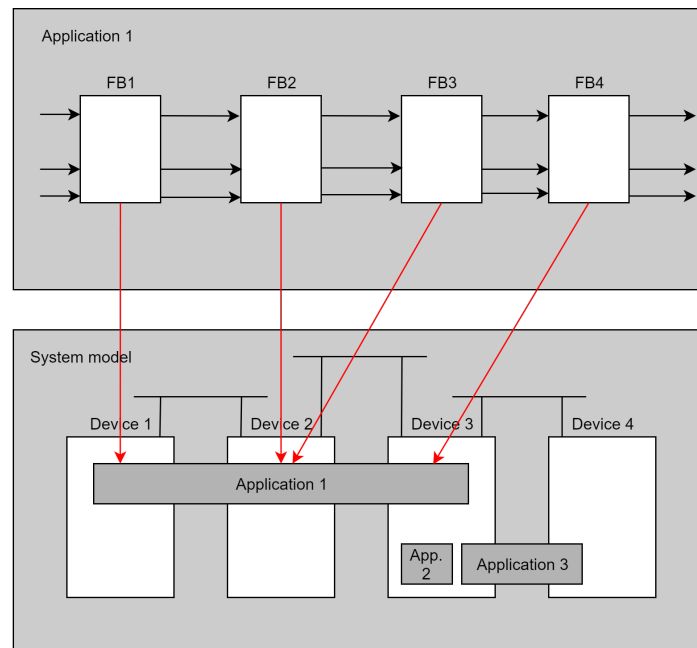 Application 1
FB1 FB2 FB3 FB4
System model
Device 1 Device 2 Device 3 Device 4
Application 1
App.
2
Application 3